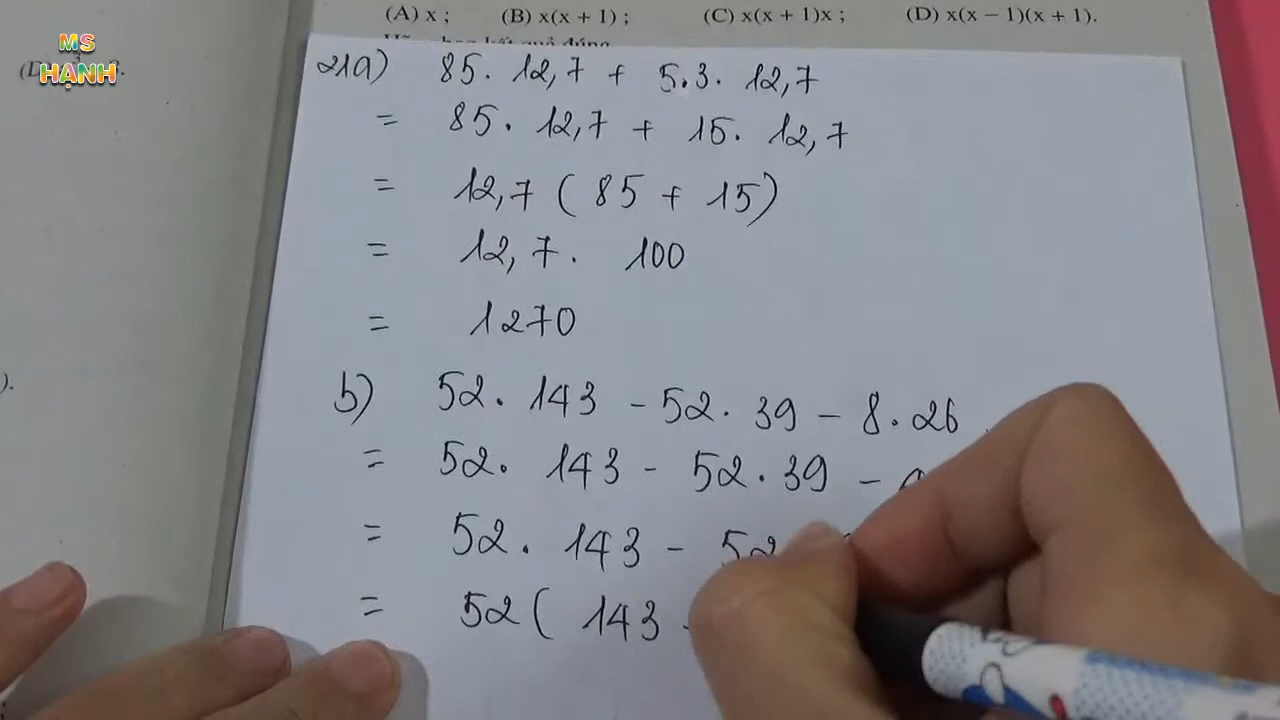 (A) x ; (B) x(x + 1) ; (C) x(x + 1)x ; (D) x(x − 1)(x + 1).
MS
HẠNH
21a) 85. 12,7 + 5.3. 12,7
= 85. 12,7 + 15. 12,7
= 12,7 ( 85 + 15)
= 12,7. 100
= 1270
).
b) 52. 143 - 52. 39 - 8. 26
= 52. 143 - 52. 39 -
= 52. 143 - 52
= 52 ( 143 -